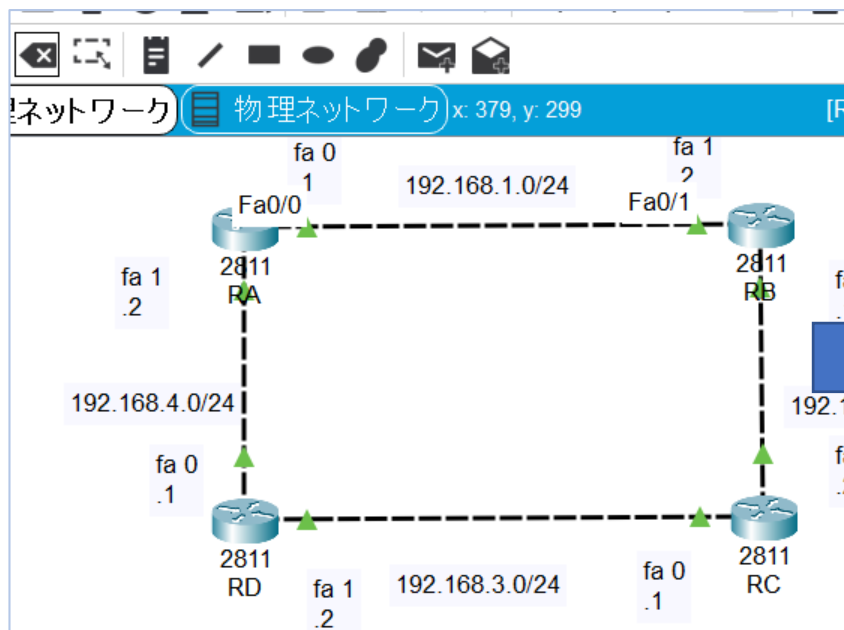 理ネットワーク
物理ネットワーク x: 379, y: 299
fa 0
1
192.168.1.0/24
fa 1
2
Fa0/0
Fa0/1
2811
RA
2811
RB
fa 1
.2
192.168.4.0/24
fa 0
.1
2811
RD
2811
RC
fa 1
.2
192.168.3.0/24
fa 0
.1